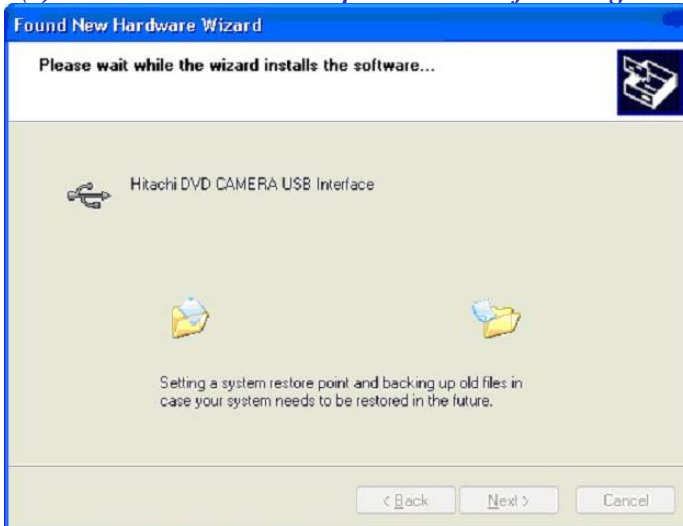 Found New Hardware Wizard
Please wait while the wizard installs the software...
Hitachi DVD CAMERA USB Interface
Setting a system restore point and backing up old files in
case your system needs to be restored in the future.
< Back
Next >
Cancel